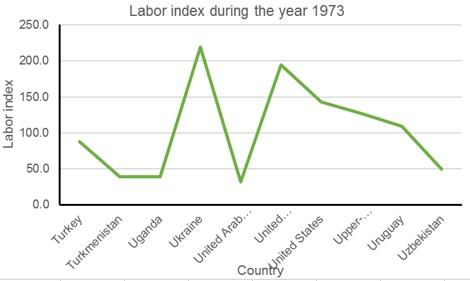 Labor index during the year 1973
250.0
200.0
150.0
100.0
50.0
0.0
Labor index
Turkey
Turkmenistan
Uganda
Ukraine
United Arab...
United...
United States
Upper-...
Uruguay
Uzbekistan
Country